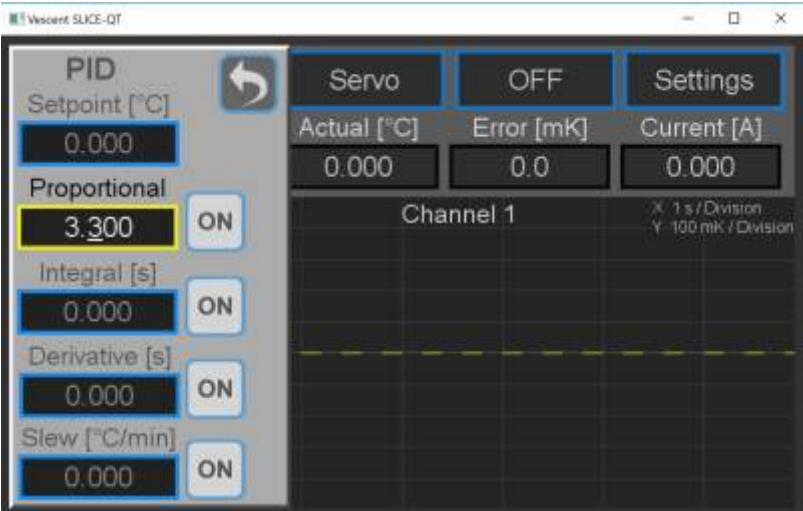 Vescent SLICE-QT
PID
Setpoint [°C]
0.000
Proportional
3.300
ON
Integral [s]
0.000
ON
Derivative [s]
0.000
ON
Slew [°C/min]
0.000
ON
Servo
OFF
Settings
Actual [°C]
Error [mK]
Current [A]
0.000
0.0
0.000
Channel 1
X 1 s / Division
Y 100 mK / Division